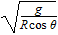 √(g/(R cos θ))